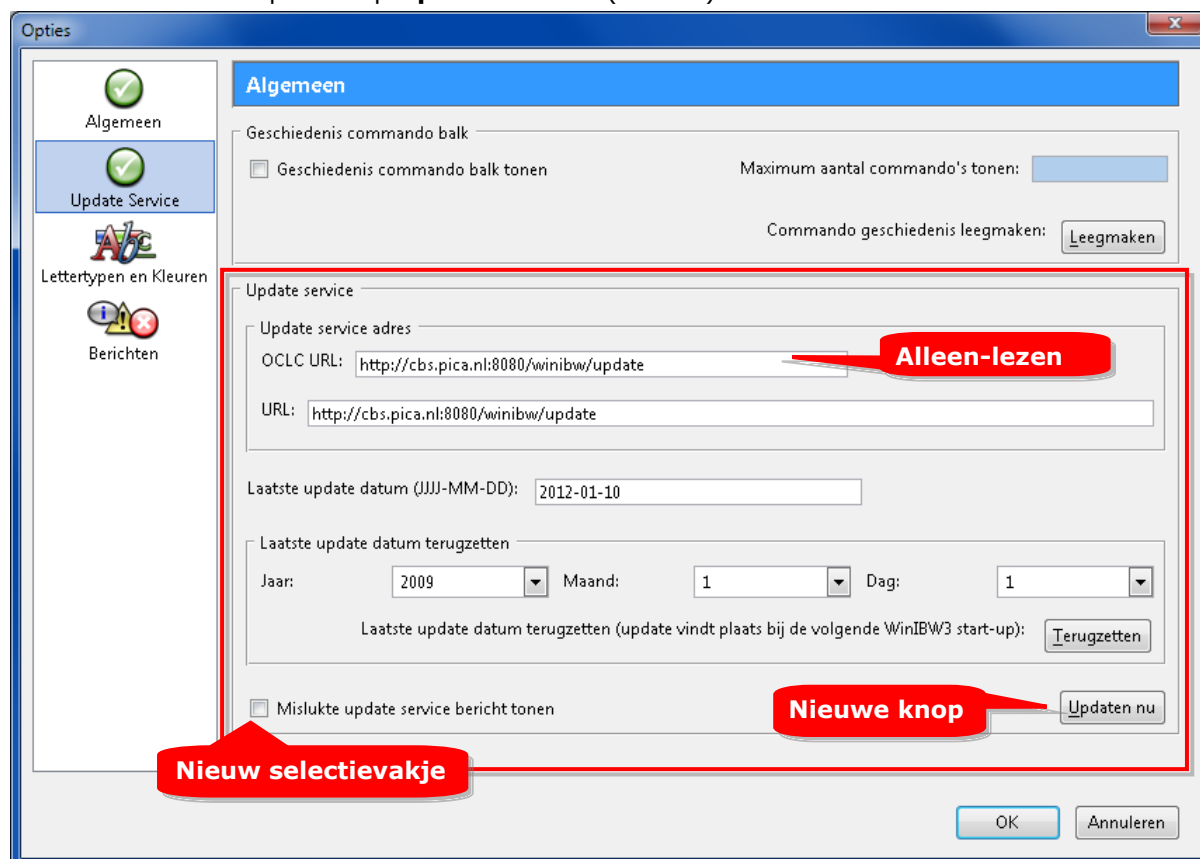 Opties
Algemeen
Update Service
Lettertypen en Kleuren
Berichten
Algemeen
Geschiedenis commando balk
Geschiedenis commando balk tonen
Maximum aantal commando's tonen:
Commando geschiedenis leegmaken:
Leegmaken
Update service
Update service adres
OCLC URL:
http://cbs.pica.nl:8080/winibw/update
Alleen-lezen
URL:
http://cbs.pica.nl:8080/winibw/update
Laatste update datum (JJJJ-MM-DD):
2012-01-10
Laatste update datum terugzetten
Jaar:
2009
Maand:
1
Dag:
1
Laatste update datum terugzetten (update vindt plaats bij de volgende WinIBW3 start-up):
Terugzetten
Mislukte update service bericht tonen
Nieuwe knop
Updaten nu
Nieuw selectievakje
OK
Annuleren